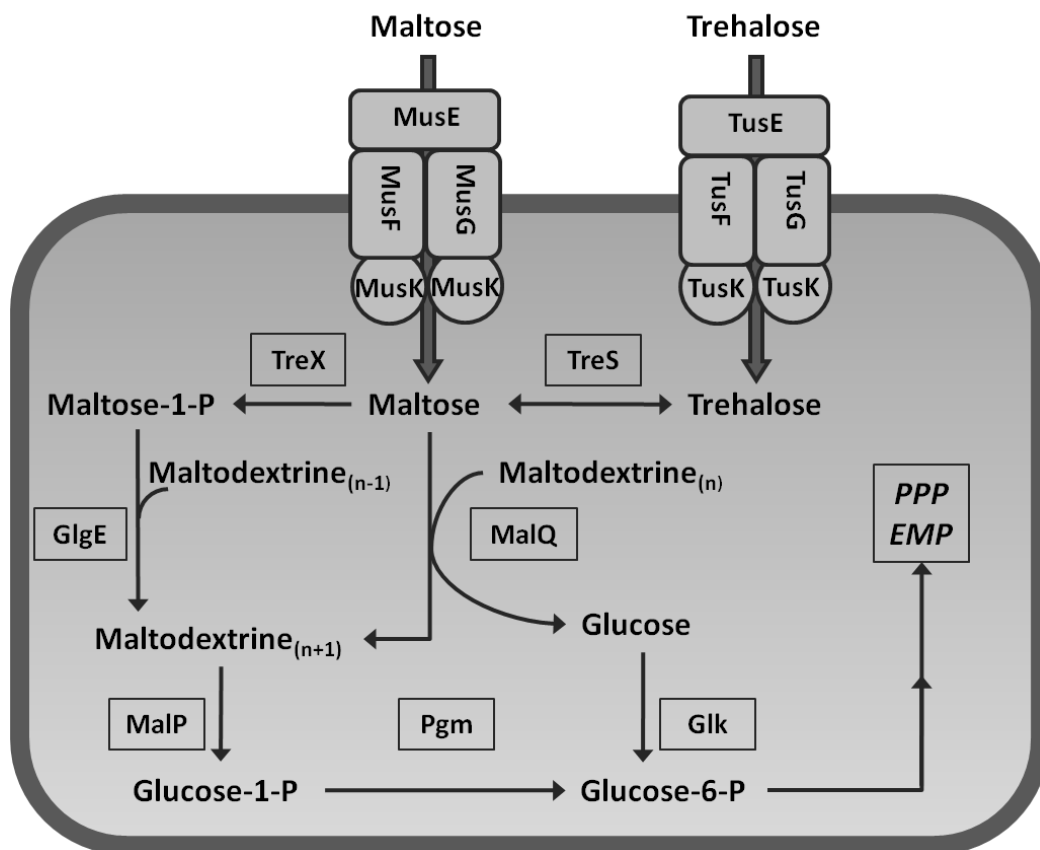 Maltose Trehalose
MusE TusE
MusF MusG TusF TusG
MusK MusK TusK TusK
TreX TreS
Maltose-1-P Maltose Trehalose
Maltodextrine(n-1) Maltodextrine(n)
PPP
EMP
GlgE MalQ
Glucose
Maltodextrine(n+1)
MalP Pgm Glk
Glucose-1-P Glucose-6-P